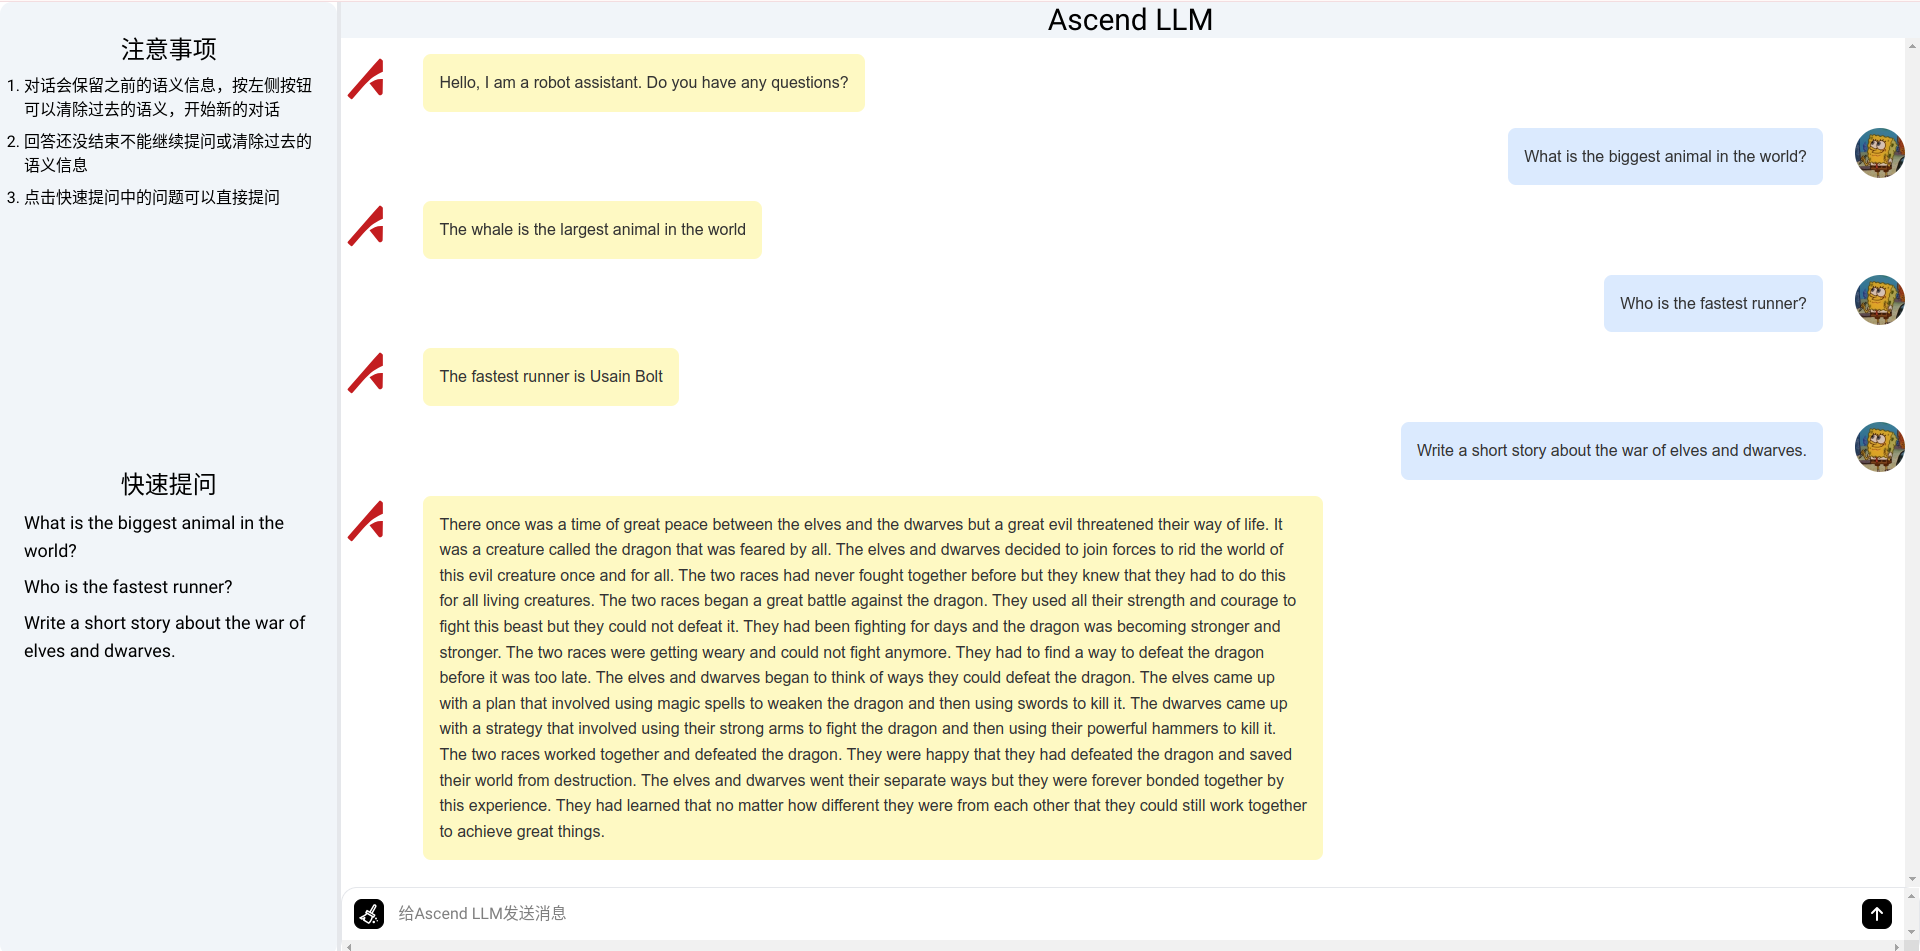 Ascend LLM
注意事项
1. 对话会保留之前的语义信息，按左侧按钮
可以清除过去的语义，开始新的对话
2. 回答还没结束不能继续提问或清除过去的
语义信息
3. 点击快速提问中的问题可以直接提问
快速提问
What is the biggest animal in the
world?
Who is the fastest runner?
Write a short story about the war of
elves and dwarves.
Hello, I am a robot assistant. Do you have any questions?
What is the biggest animal in the world?
The whale is the largest animal in the world
Who is the fastest runner?
The fastest runner is Usain Bolt
Write a short story about the war of elves and dwarves.
There once was a time of great peace between the elves and the dwarves but a great evil threatened their way of life. It
was a creature called the dragon that was feared by all. The elves and dwarves decided to join forces to rid the world of
this evil creature once and for all. The two races had never fought together before but they knew that they had to do this
for all living creatures. The two races began a great battle against the dragon. They used all their strength and courage to
fight this beast but they could not defeat it. They had been fighting for days and the dragon was becoming stronger and
stronger. The two races were getting weary and could not fight anymore. They had to find a way to defeat the dragon
before it was too late. The elves and dwarves began to think of ways they could defeat the dragon. The elves came up
with a plan that involved using magic spells to weaken the dragon and then using swords to kill it. The dwarves came up
with a strategy that involved using their strong arms to fight the dragon and then using their powerful hammers to kill it.
The two races worked together and defeated the dragon. They were happy that they had defeated the dragon and saved
their world from destruction. The elves and dwarves went their separate ways but they were forever bonded together by
this experience. They had learned that no matter how different they were from each other that they could still work together
to achieve great things.
给Ascend LLM发送消息